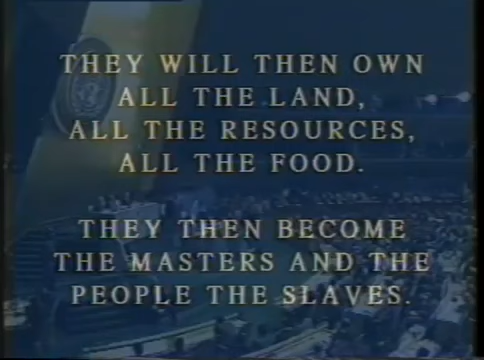 THEY WILL THEN OWN
ALL THE LAND,
ALL THE RESOURCES,
ALL THE FOOD.
THEY THEN BECOME
THE MASTERS AND THE
PEOPLE THE SLAVES.